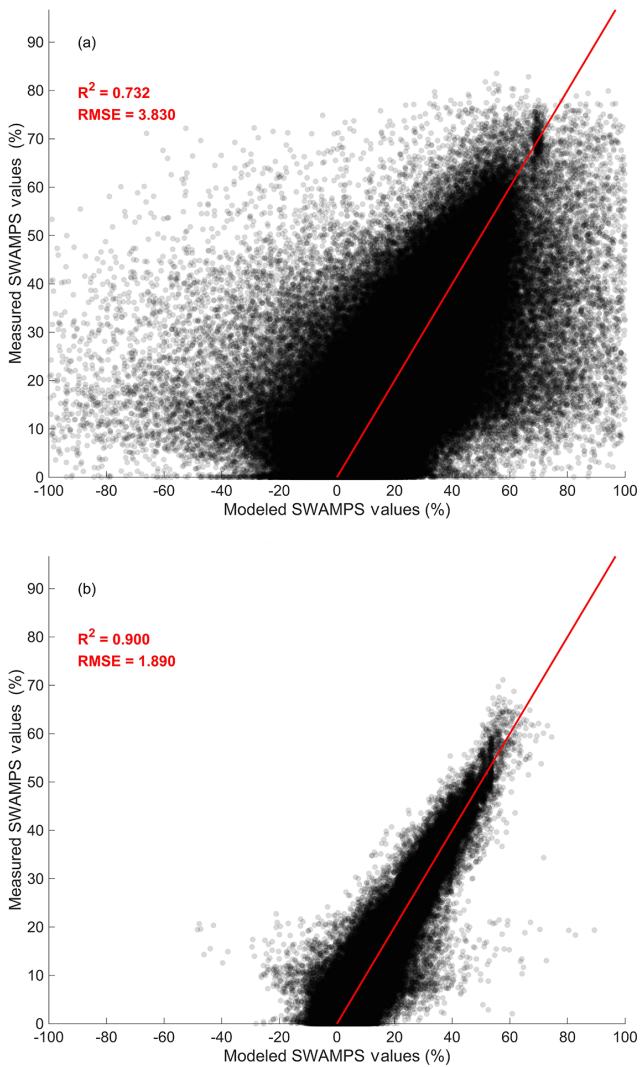 (a)
R² = 0.732
RMSE = 3.830
90
80
70
60
50
40
30
20
10
0
Measured SWAMPS values (%)
-100 -80 -60 -40 -20 0 20 40 60 80 100
Modeled SWAMPS values (%)
(b)
R² = 0.900
RMSE = 1.890
90
80
70
60
50
40
30
20
10
0
Measured SWAMPS values (%)
-100 -80 -60 -40 -20 0 20 40 60 80 100
Modeled SWAMPS values (%)